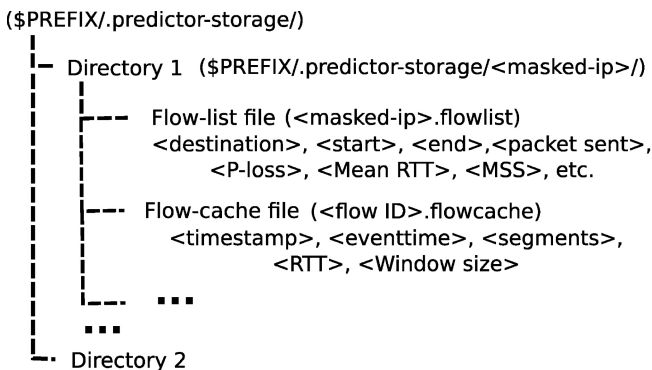 ($PREFIX/.predictor-storage/)
Directory 1 ($PREFIX/.predictor-storage/<masked-ip>/)
Flow-list file (<masked-ip>.flowlist)
<destination>, <start>, <end>,<packet sent>,
<P-loss>, <Mean RTT>, <MSS>, etc.
Flow-cache file (<flow ID>.flowcache)
<timestamp>, <eventtime>, <segments>,
<RTT>, <Window size>
...
...
Directory 2